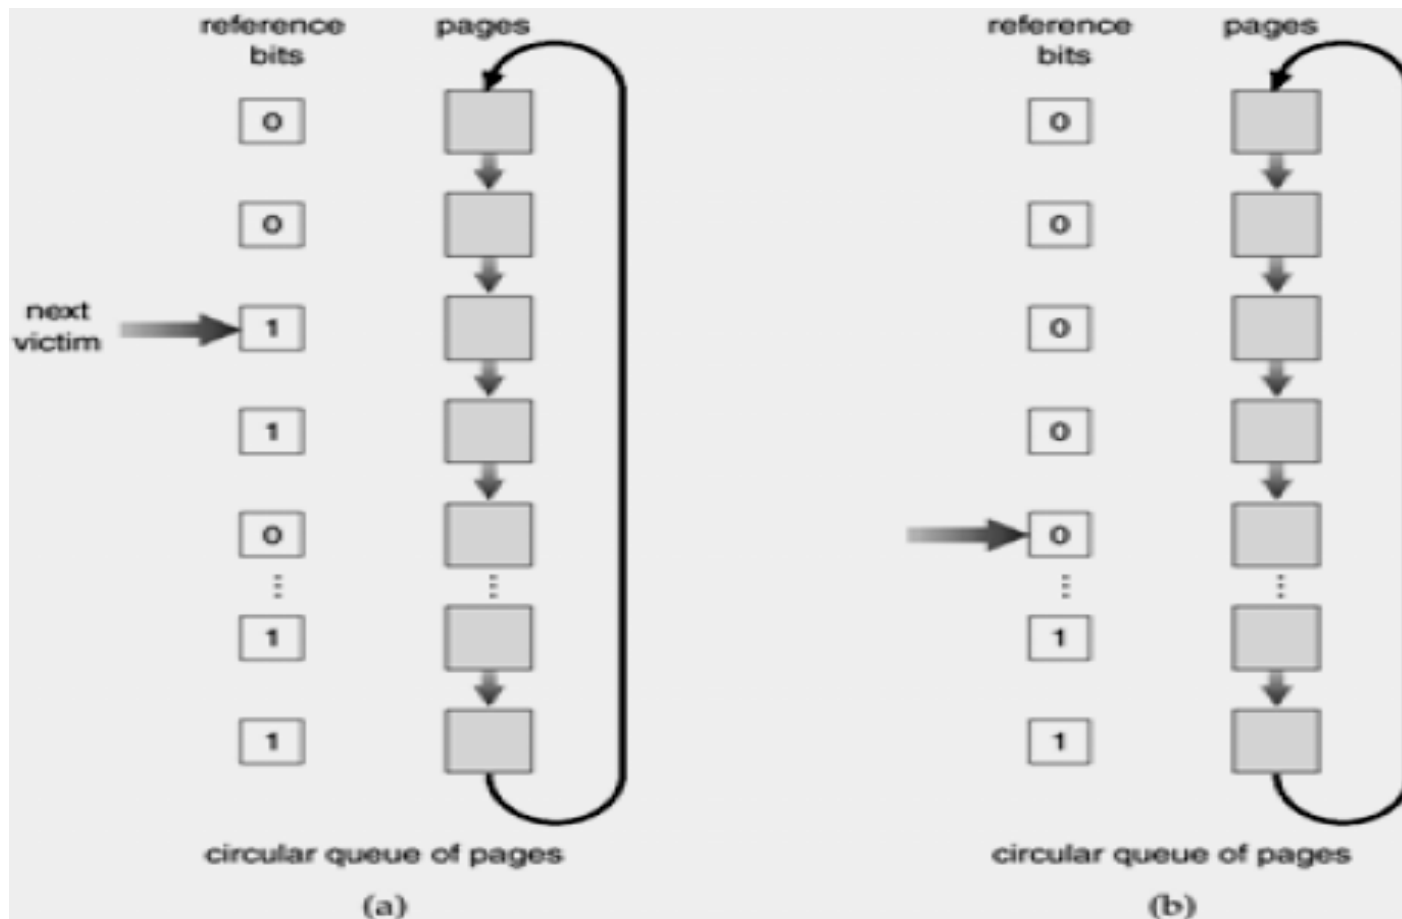 reference bits
pages
0
0
next victim
1
1
0
1
1
circular queue of pages
(a)
reference bits
pages
0
0
0
0
0
1
1
circular queue of pages
(b)